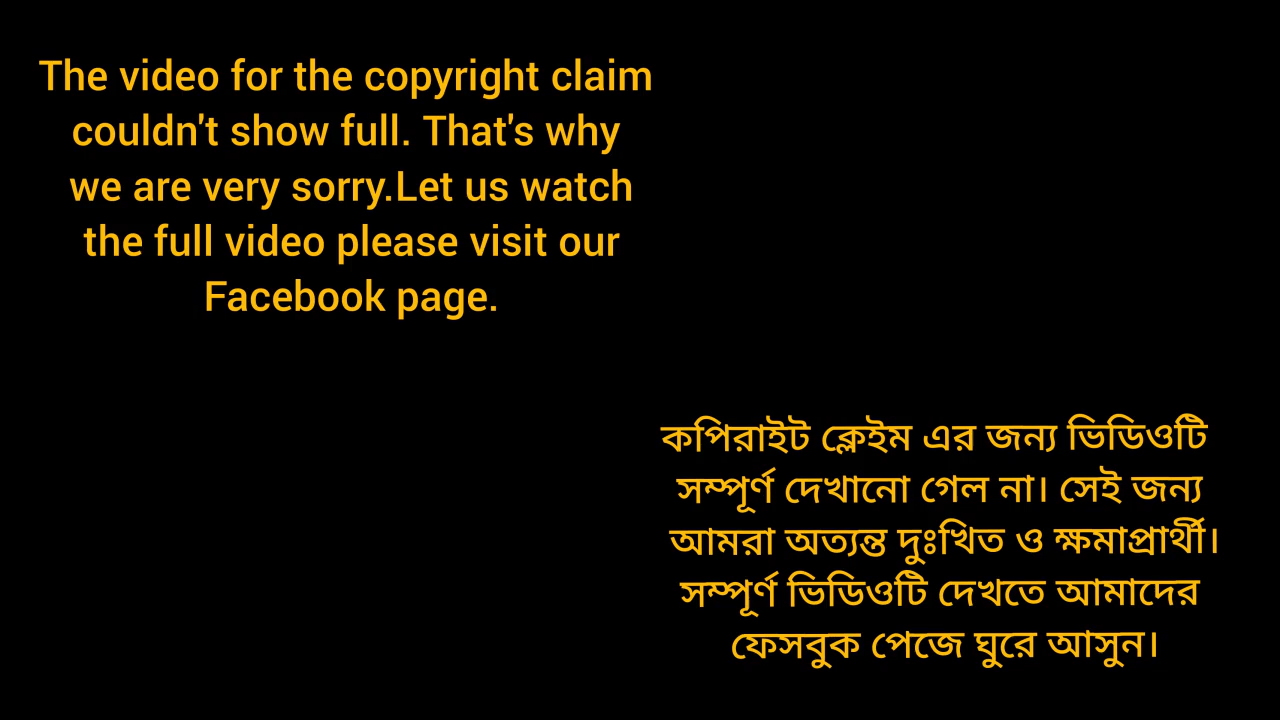 The video for the copyright claim
couldn't show full. That's why
we are very sorry.Let us watch
the full video please visit our
Facebook page.
কপিরাইট ক্লেইম এর জন্য ভিডিওটি
সম্পূর্ণ দেখানো গেল না। সেই জন্য
আমরা অত্যন্ত দুঃখিত ও ক্ষমাপ্রার্থী।
সম্পূর্ণ ভিডিওটি দেখতে আমাদের
ফেসবুক পেজে ঘুরে আসুন।